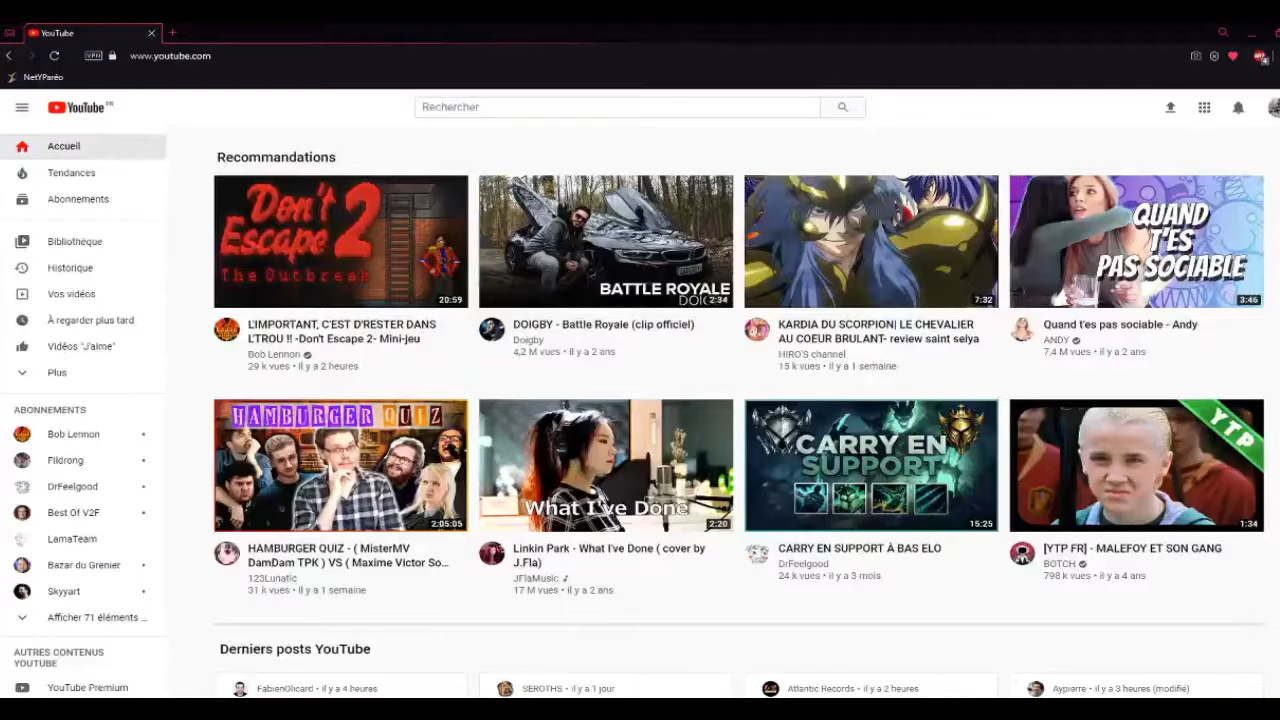 YouTube
VPN
www.youtube.com
NetYParéo
YouTube
Rechercher
Accueil
Tendances
Abonnements
Bibliothèque
Historique
Vos vidéos
À regarder plus tard
Vidéos "J'aime"
Plus
ABONNEMENTS
Bob Lennon
Fildrong
DrFeelgood
Best Of V2F
LamaTeam
Bazar du Grenier
Skyyart
Afficher 71 éléments ...
AUTRES CONTENUS
YOUTUBE
YouTube Premium
Recommandations
Don't
Escape 2
The Outbreak
20:59
L'IMPORTANT, C'EST D'RESTER DANS
L'TROU !! -Don't Escape 2- Mini-jeu
Bob Lennon
29 k vues • il y a 2 heures
BATTLE ROYALE
2:34
DOIGBY - Battle Royale (clip officiel)
Doigby
4,2 M vues • il y a 2 ans
7:32
KARDIA DU SCORPION| LE CHEVALIER
AU COEUR BRULANT- review saint seiya
HIRO'S channel
15 k vues • il y a 1 semaine
QUAND
T'ES
PAS SOCIABLE
3:46
Quand t'es pas sociable - Andy
ANDY
7,4 M vues • il y a 2 ans
HAMBURGER QUIZ
2:05:05
HAMBURGER QUIZ - ( MisterMV
DamDam TPK ) VS ( Maxime Victor So...
123Lunatic
31 k vues • il y a 1 semaine
What I've Done
2:20
Linkin Park - What I've Done ( cover by
J.Fla)
JFlaMusic
17 M vues • il y a 2 ans
CARRY EN
SUPPORT
15:25
CARRY EN SUPPORT À BAS ELO
DrFeelgood
24 k vues • il y a 3 mois
YTP
1:34
[YTP FR] - MALEFOY ET SON GANG
BOTCH
798 k vues • il y a 4 ans
Derniers posts YouTube
FabienOlicard • il y a 4 heures
SEROTHS • il y a 1 jour
Atlantic Records • il y a 2 heures
Aypierre • il y a 3 heures (modifié)